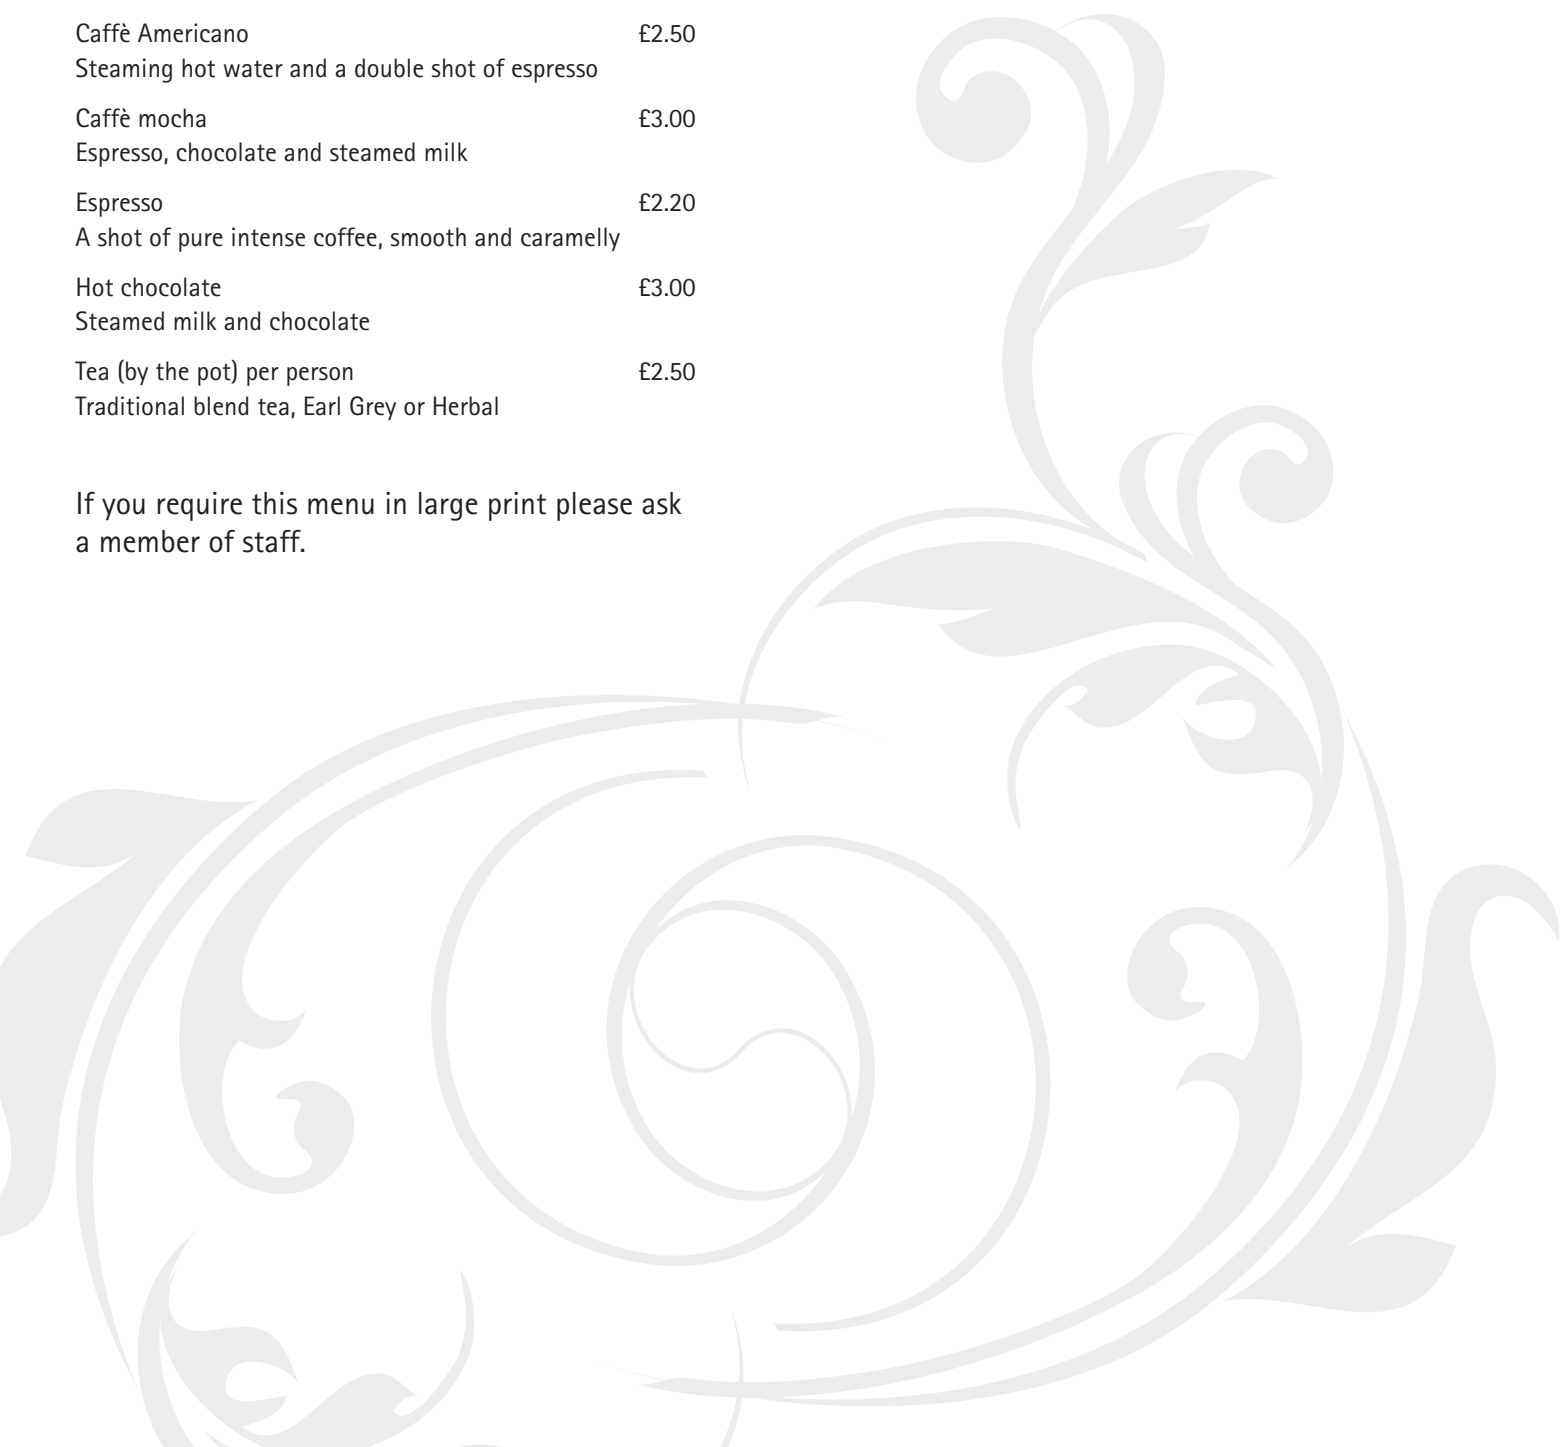 Caffè Americano £2.50
Steaming hot water and a double shot of espresso
Caffè mocha £3.00
Espresso, chocolate and steamed milk
Espresso £2.20
A shot of pure intense coffee, smooth and caramelly
Hot chocolate £3.00
Steamed milk and chocolate
Tea (by the pot) per person £2.50
Traditional blend tea, Earl Grey or Herbal
If you require this menu in large print please ask
a member of staff.